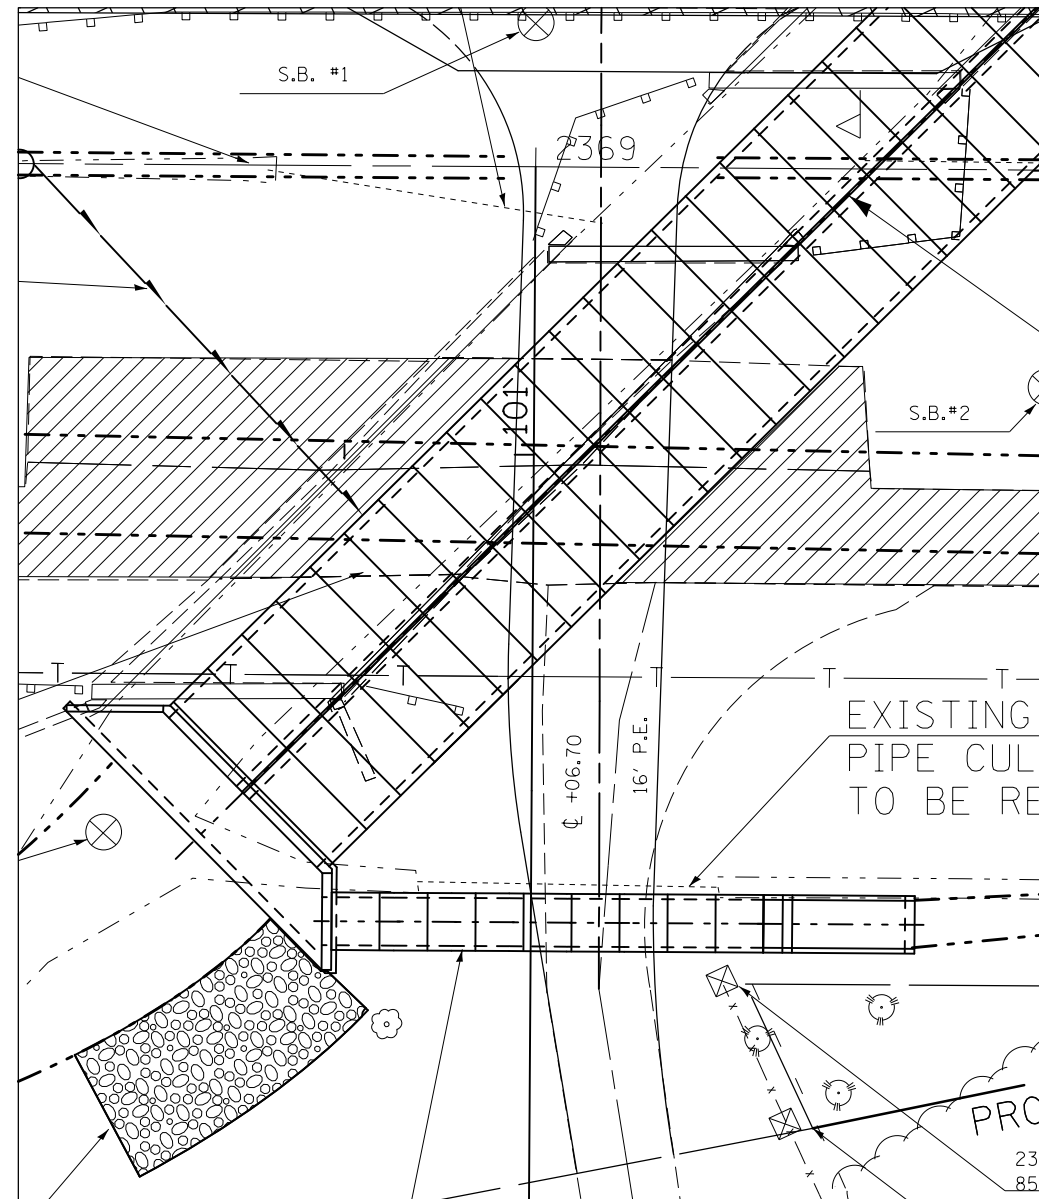 S.B. #1
2369
101
S.B.#2
T T T T T T
EXISTING
PIPE CUL
TO BE RE
℄ +06.70
16' P.E.
PRO
23
85